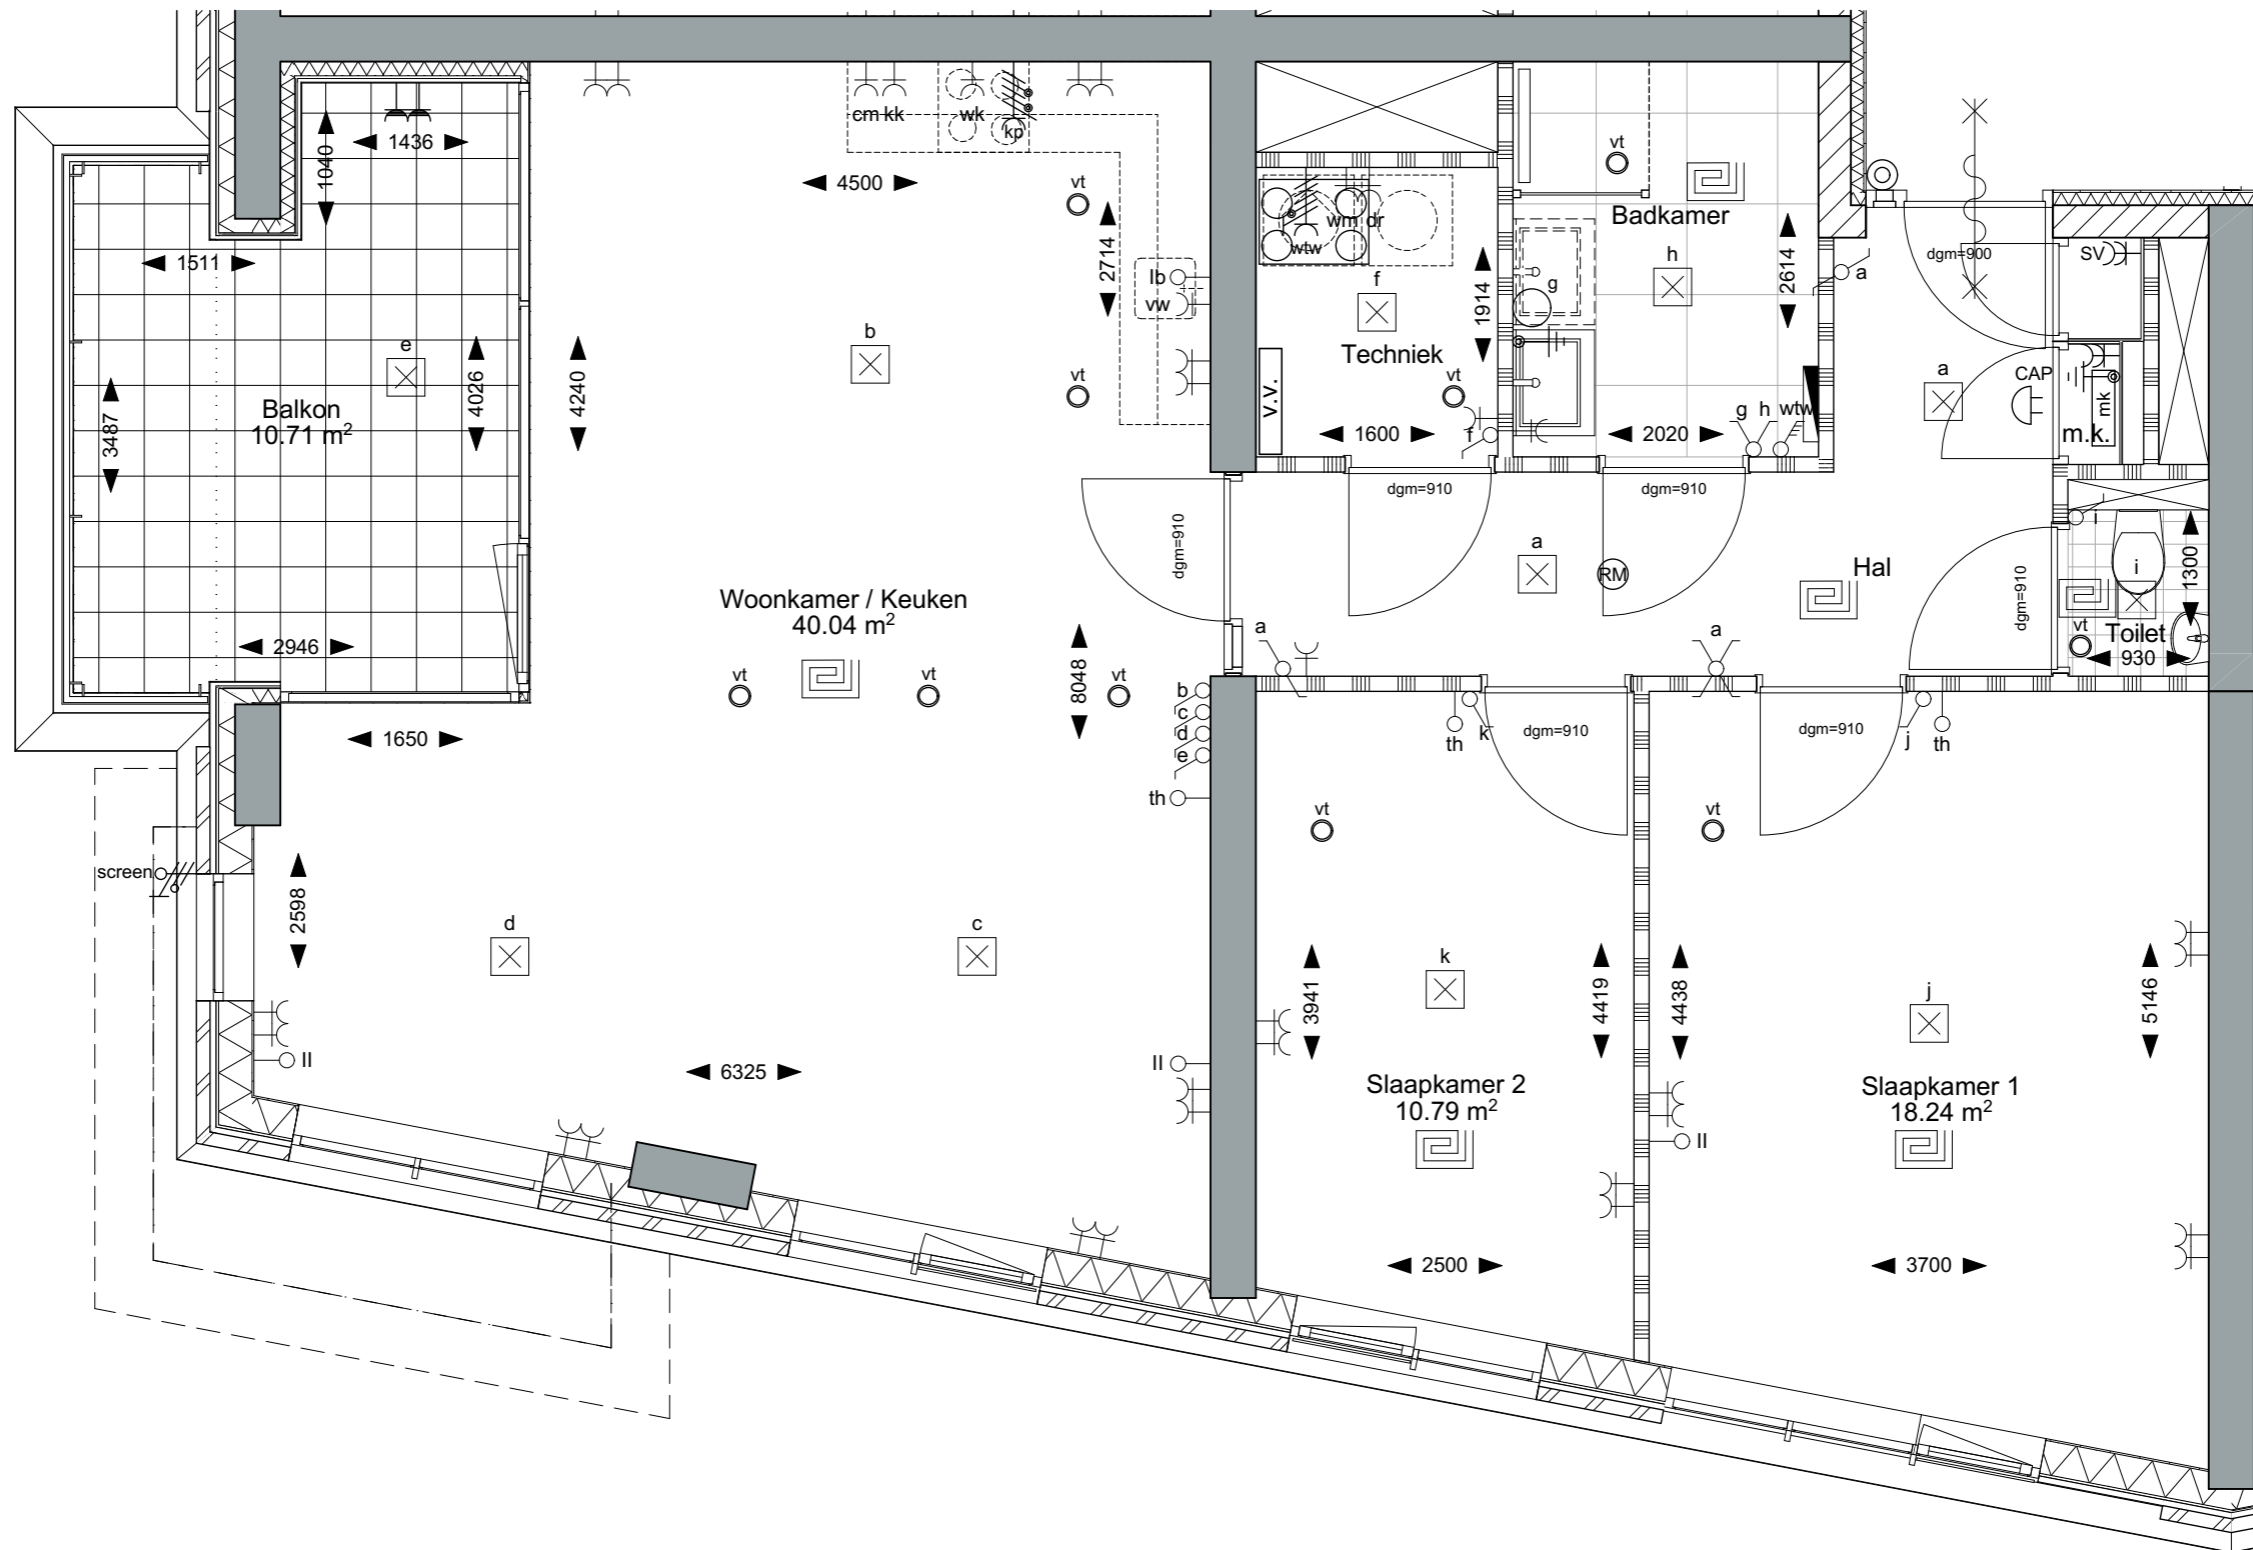 cm kk
wk
kp
1436
1040
4500
vt
vt
Badkamer
1511
2714
lb
vw
wm dr
wtw
f
1914
g
h
2614
a
dgm=900
SV
b
e
Techniek
a
CAP
mk
m.k.
Balkon
10.71 m²
3487
4026
4240
vt
v.v.
vt
1600
f
2020
g h wtw
dgm=910
dgm=910
dgm=910
a
RM
Hal
dgm=910
i
i
1300
vt
Toilet
930
Woonkamer / Keuken
40.04 m²
2946
vt
vt
8048
vt
a
a
b
c
d
e
th
1650
th
k
dgm=910
dgm=910
j
th
vt
vt
screen
2598
d
c
3941
k
4419
4438
j
5146
ll
6325
ll
Slaapkamer 2
10.79 m²
ll
Slaapkamer 1
18.24 m²
2500
3700